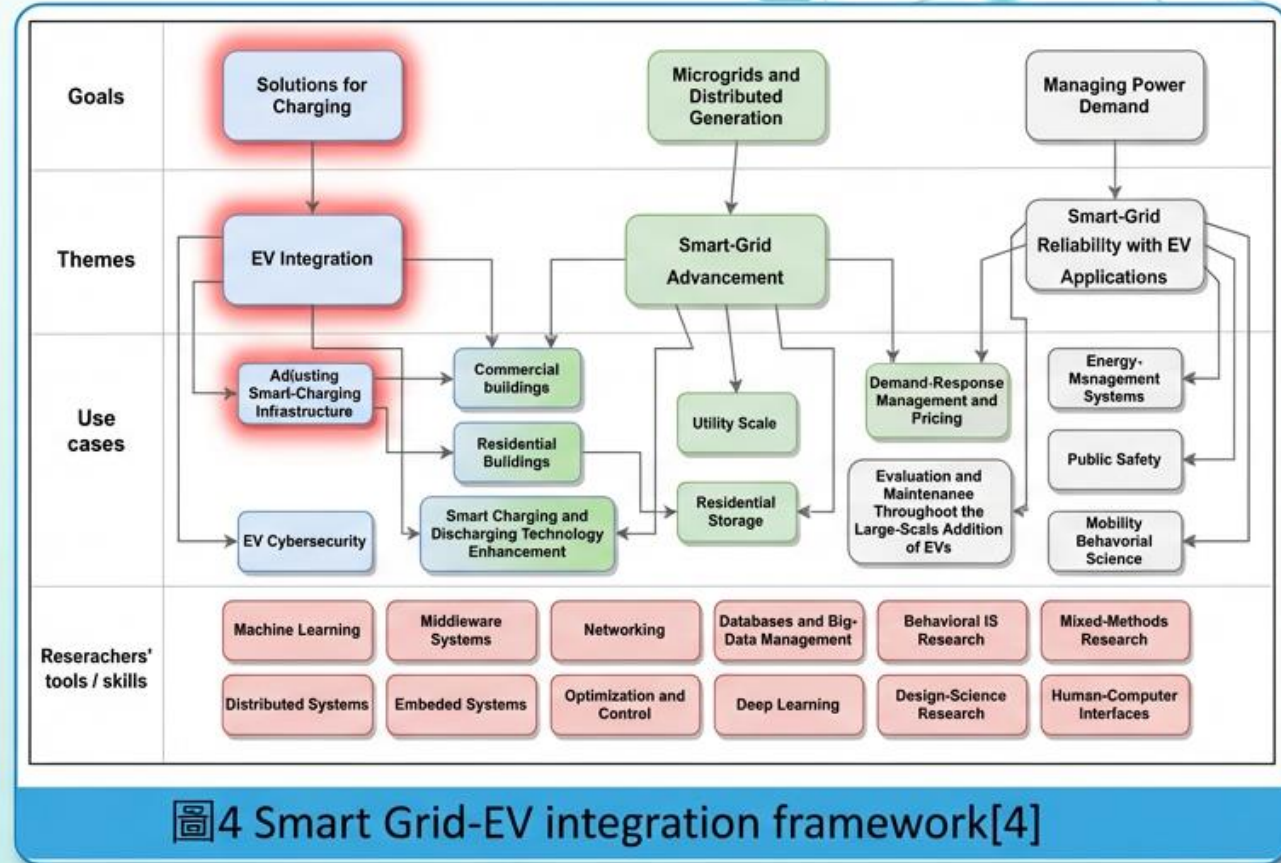 Goals
Solutions for
Charging
Microgrids and
Distributed
Generation
Managing Power
Demand
Themes
EV Integration
Smart-Grid
Advancement
Smart-Grid
Reliability with EV
Applications
Use
cases
Adjusting
Smart-Charging
Infrastructure
Commercial
buildings
Residential
Buildings
EV Cybersecurity
Smart Charging and
Discharging Technology
Enhancement
Utility Scale
Residential
Storage
Demand-Response
Management and
Pricing
Evaluation and
Maintenanee
Throughoot the
Large-Scals Addition
of EVs
Energy-
Msnagement
Systems
Public Safety
Mobility
Behavorial
Science
Reserachers'
tools / skills
Machine Learning
Middleware
Systems
Networking
Databases and Big-
Data Management
Behavioral IS
Research
Mixed-Methods
Research
Distributed Systems
Embeded Systems
Optimization and
Control
Deep Learning
Design-Science
Research
Human-Computer
Interfaces
圖4 Smart Grid-EV integration framework[4]